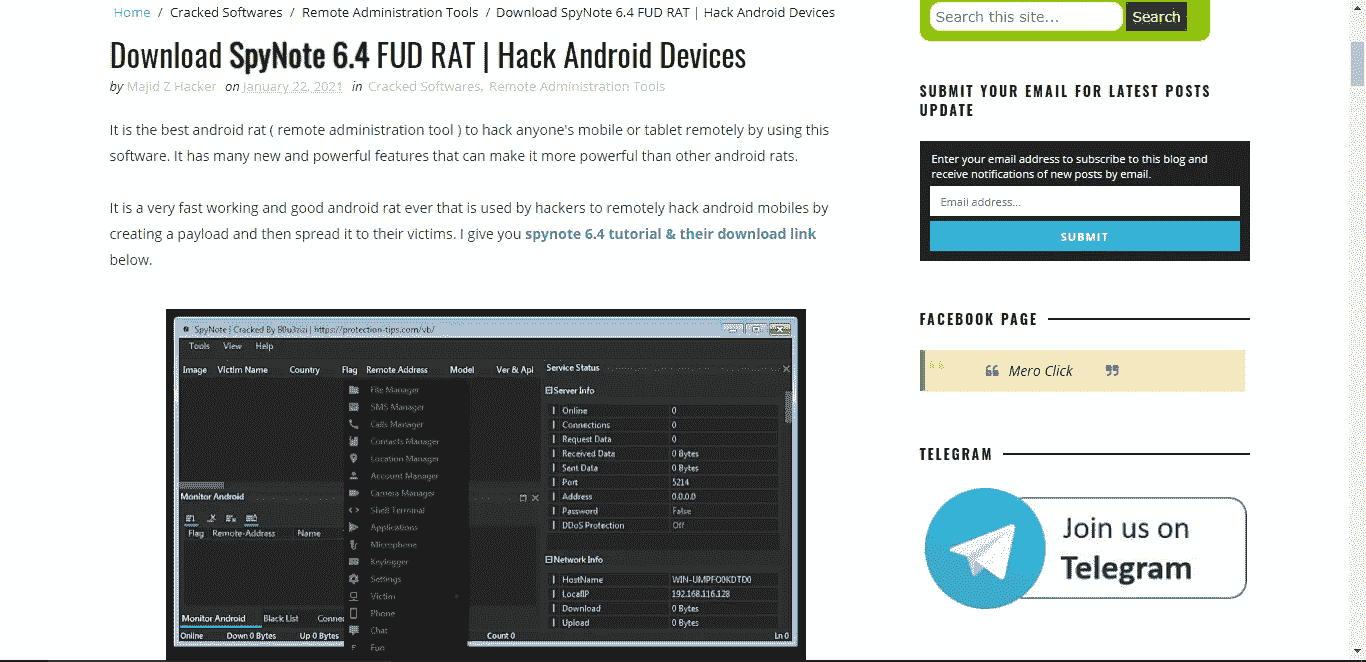 Home / Cracked Softwares / Remote Administration Tools / Download SpyNote 6.4 FUD RAT | Hack Android Devices
Download SpyNote 6.4 FUD RAT | Hack Android Devices
by Majid Z Hacker on January 22, 2021 in Cracked Softwares, Remote Administration Tools
It is the best android rat ( remote administration tool ) to hack anyone's mobile or tablet remotely by using this
software. It has many new and powerful features that can make it more powerful than other android rats.
It is a very fast working and good android rat ever that is used by hackers to remotely hack android mobiles by
creating a payload and then spread it to their victims. I give you spynote 6.4 tutorial & their download link
below.
SpyNote | Cracked By B0u3zizi | https://protection-tips.com/vb/
Tools View Help
Image Victim Name Country Flag Remote Address Model Ver & Api
File Manager
SMS Manager
Calls Manager
Contacts Manager
Location Manager
Account Manager
Camera Manager
Shell Terminal
Applications
Microphone
Keylogger
Settings
Victim
Phone
Chat
Fun
Monitor Android
Flag Remote-Address Name
Monitor Android Black List Connec
Online Down 0 Bytes Up 0 Bytes Count 0 Ln 0
Service Status
Server Info
Online 0
Connections 0
Request Data 0
Received Data 0 Bytes
Sent Data 0 Bytes
Port 5214
Address 0.0.0.0
Password False
DDoS Protection Off
Network Info
HostName WIN-UMPFO0KDTD0
LocalIP 192.168.116.128
Download 0 Bytes
Upload 0 Bytes
Search this site... Search
SUBMIT YOUR EMAIL FOR LATEST POSTS
UPDATE
Enter your email address to subscribe to this blog and
receive notifications of new posts by email.
Email address...
SUBMIT
FACEBOOK PAGE
Mero Click
TELEGRAM
Join us on
Telegram